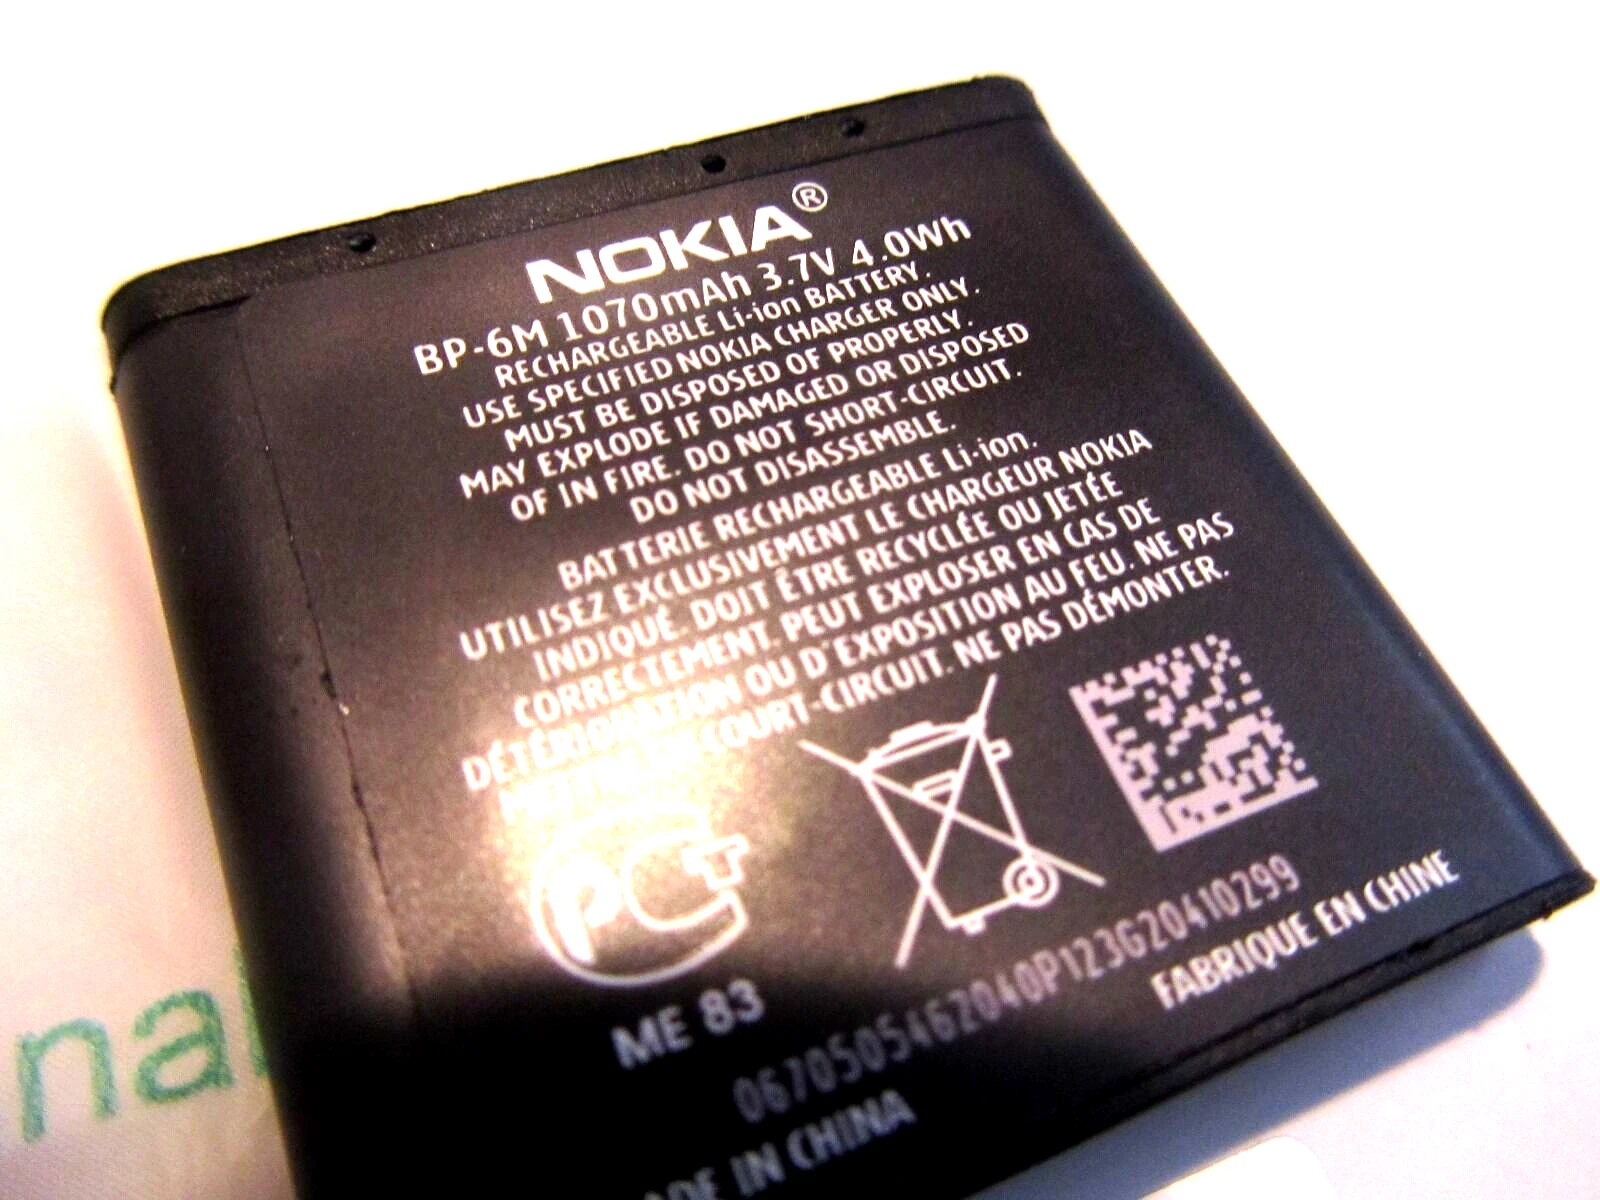 NOKIA®
BP-6M 1070mAh 3.7V 4.0Wh
RECHARGEABLE Li-ion BATTERY.
USE SPECIFIED NOKIA CHARGER ONLY.
MUST BE DISPOSED OF PROPERLY.
MAY EXPLODE IF DAMAGED OR DISPOSED
OF IN FIRE. DO NOT SHORT-CIRCUIT.
DO NOT DISASSEMBLE.
BATTERIE RECHARGEABLE Li-ion.
UTILISEZ EXCLUSIVEMENT LE CHARGEUR NOKIA
INDIQUÉ. DOIT ÊTRE RECYCLÉE OU JETÉE
CORRECTEMENT. PEUT EXPLOSER EN CAS DE
DÉTÉRIORATION OU D'EXPOSITION AU FEU. NE PAS
METTRE EN COURT-CIRCUIT. NE PAS DÉMONTER.
PCT
ME 83
0670505462040P123G20410299
IN CHINA
FABRIQUE EN CHINE
na